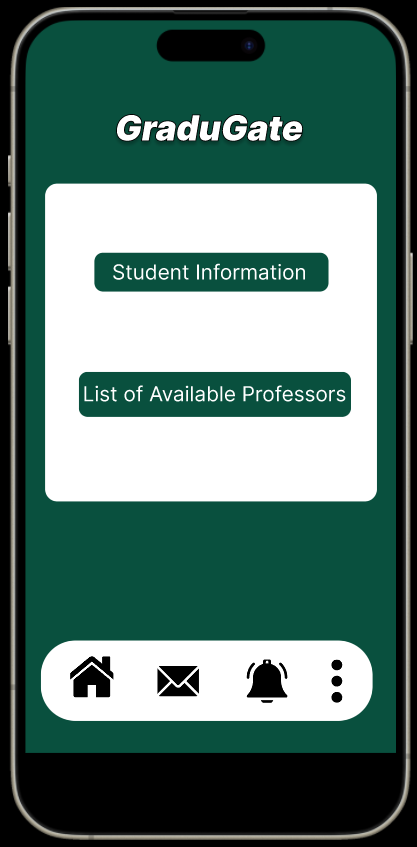 GraduGate
Student Information
List of Available Professors